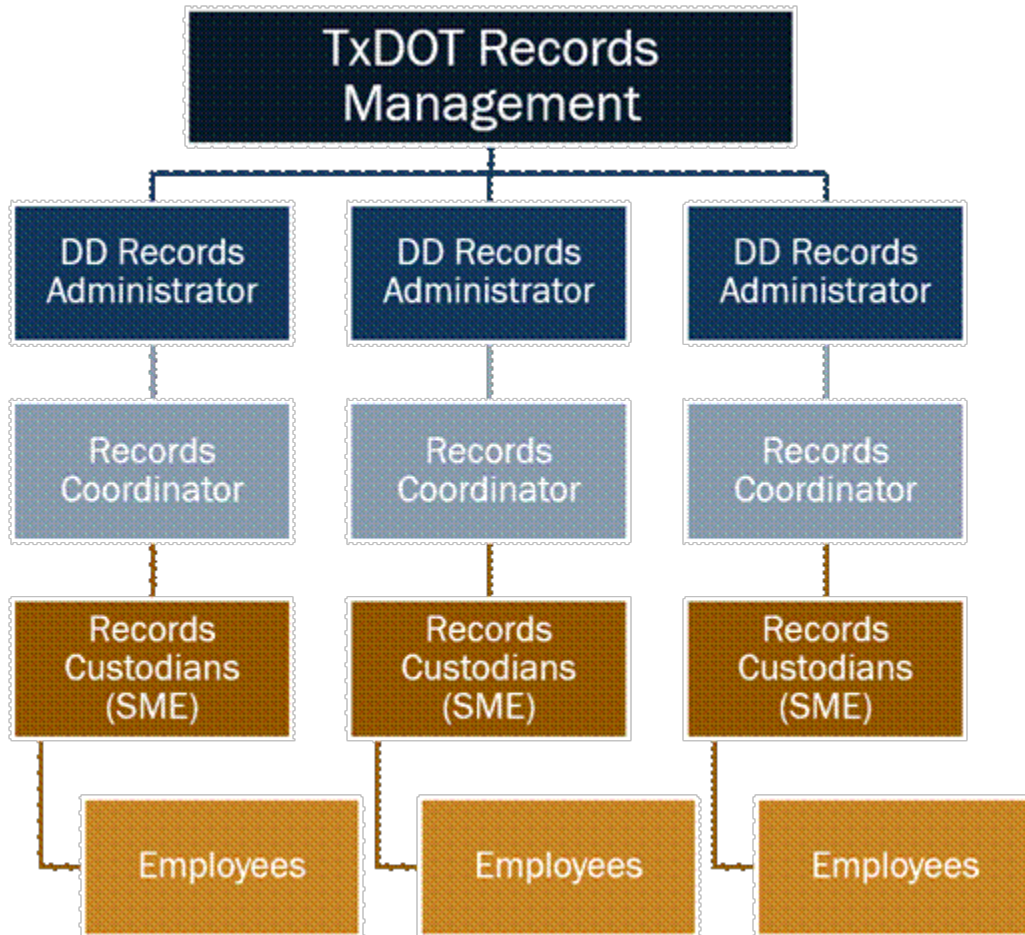 TxDOT Records
Management
DD Records
Administrator
DD Records
Administrator
DD Records
Administrator
Records
Coordinator
Records
Coordinator
Records
Coordinator
Records
Custodians
(SME)
Records
Custodians
(SME)
Records
Custodians
(SME)
Employees
Employees
Employees